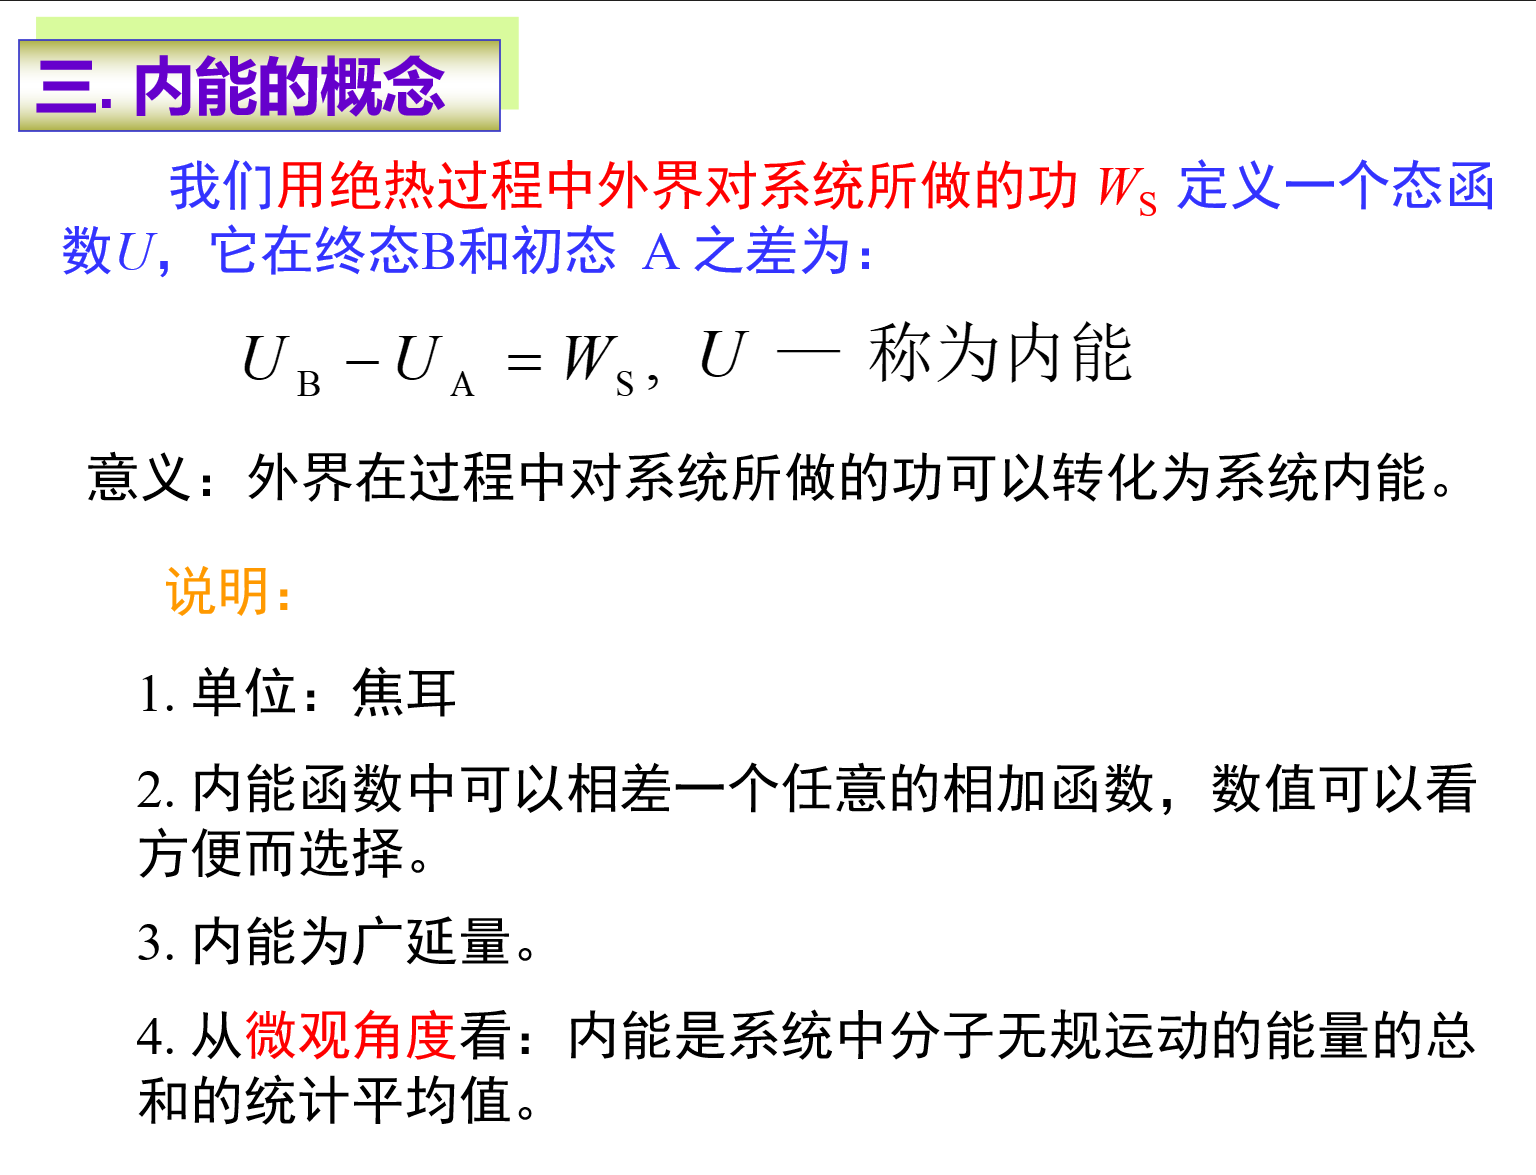 三. 内能的概念
我们用绝热过程中外界对系统所做的功 WS 定义一个态函
数U，它在终态B和初态 A 之差为：
UB − UA = WS, U — 称为内能
意义：外界在过程中对系统所做的功可以转化为系统内能。
说明：
1. 单位：焦耳
2. 内能函数中可以相差一个任意的相加函数，数值可以看
方便而选择。
3. 内能为广延量。
4. 从微观角度看：内能是系统中分子无规运动的能量的总
和的统计平均值。